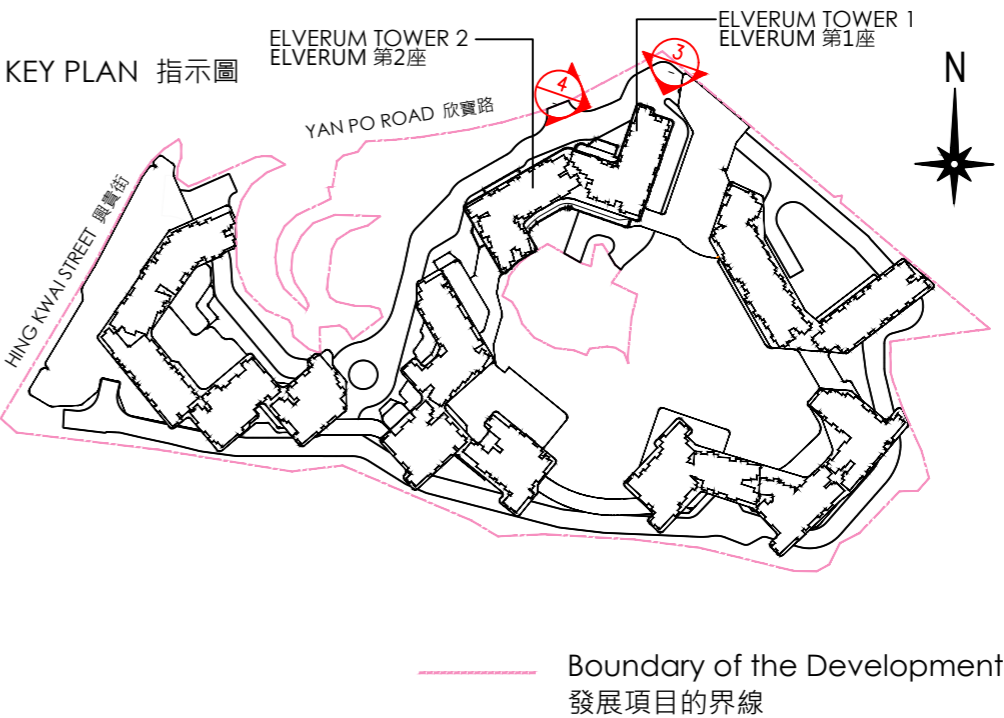 KEY PLAN 指示圖
ELVERUM TOWER 2
ELVERUM 第2座
ELVERUM TOWER 1
ELVERUM 第1座
3
4
N
YAN PO ROAD 欣寶路
HING KWAI STREET 興貴街
Boundary of the Development
發展項目的界線